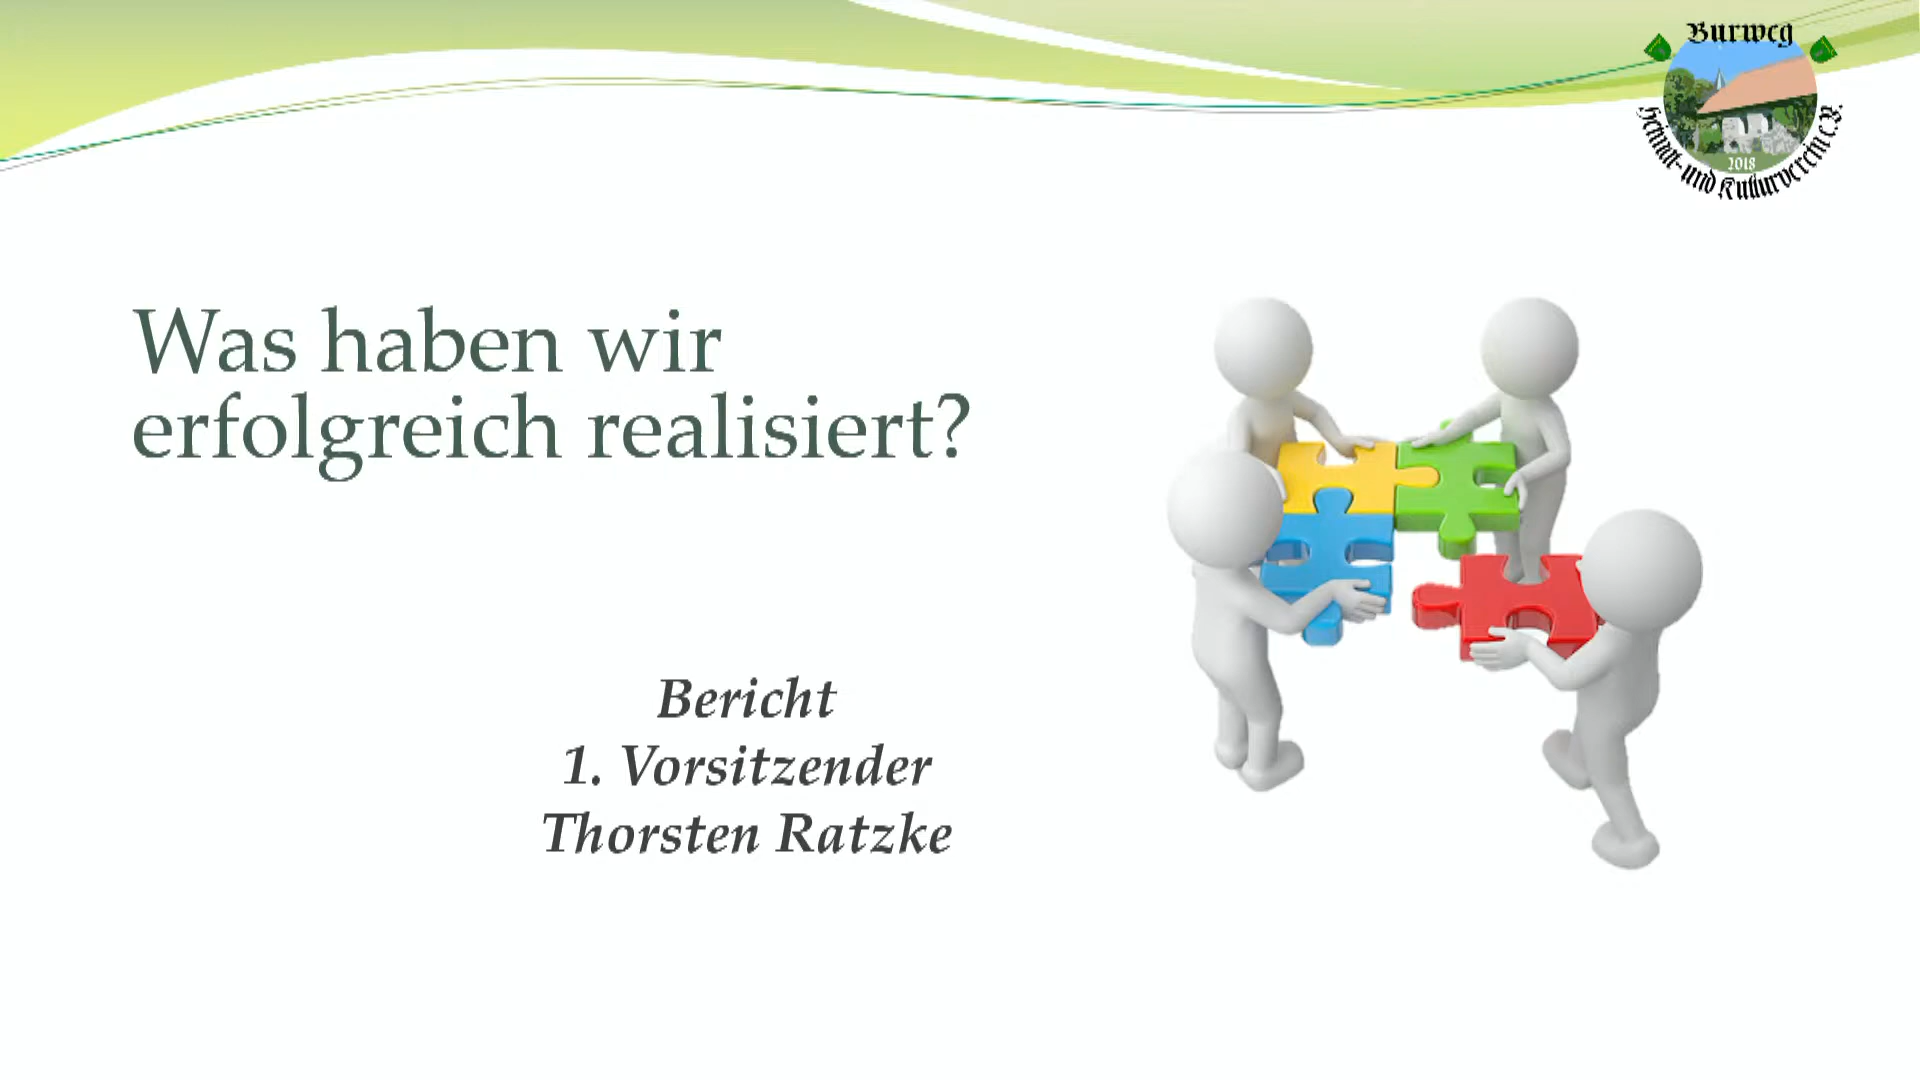 Burweg
Heimat- und Kulturverein e.V.
2018
Was haben wir
erfolgreich realisiert?
Bericht
1. Vorsitzender
Thorsten Ratzke